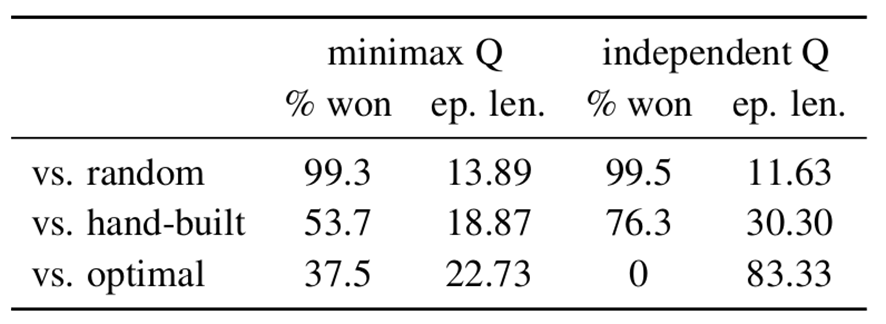 minimax Q independent Q
% won ep. len. % won ep. len.
vs. random 99.3 13.89 99.5 11.63
vs. hand-built 53.7 18.87 76.3 30.30
vs. optimal 37.5 22.73 0 83.33